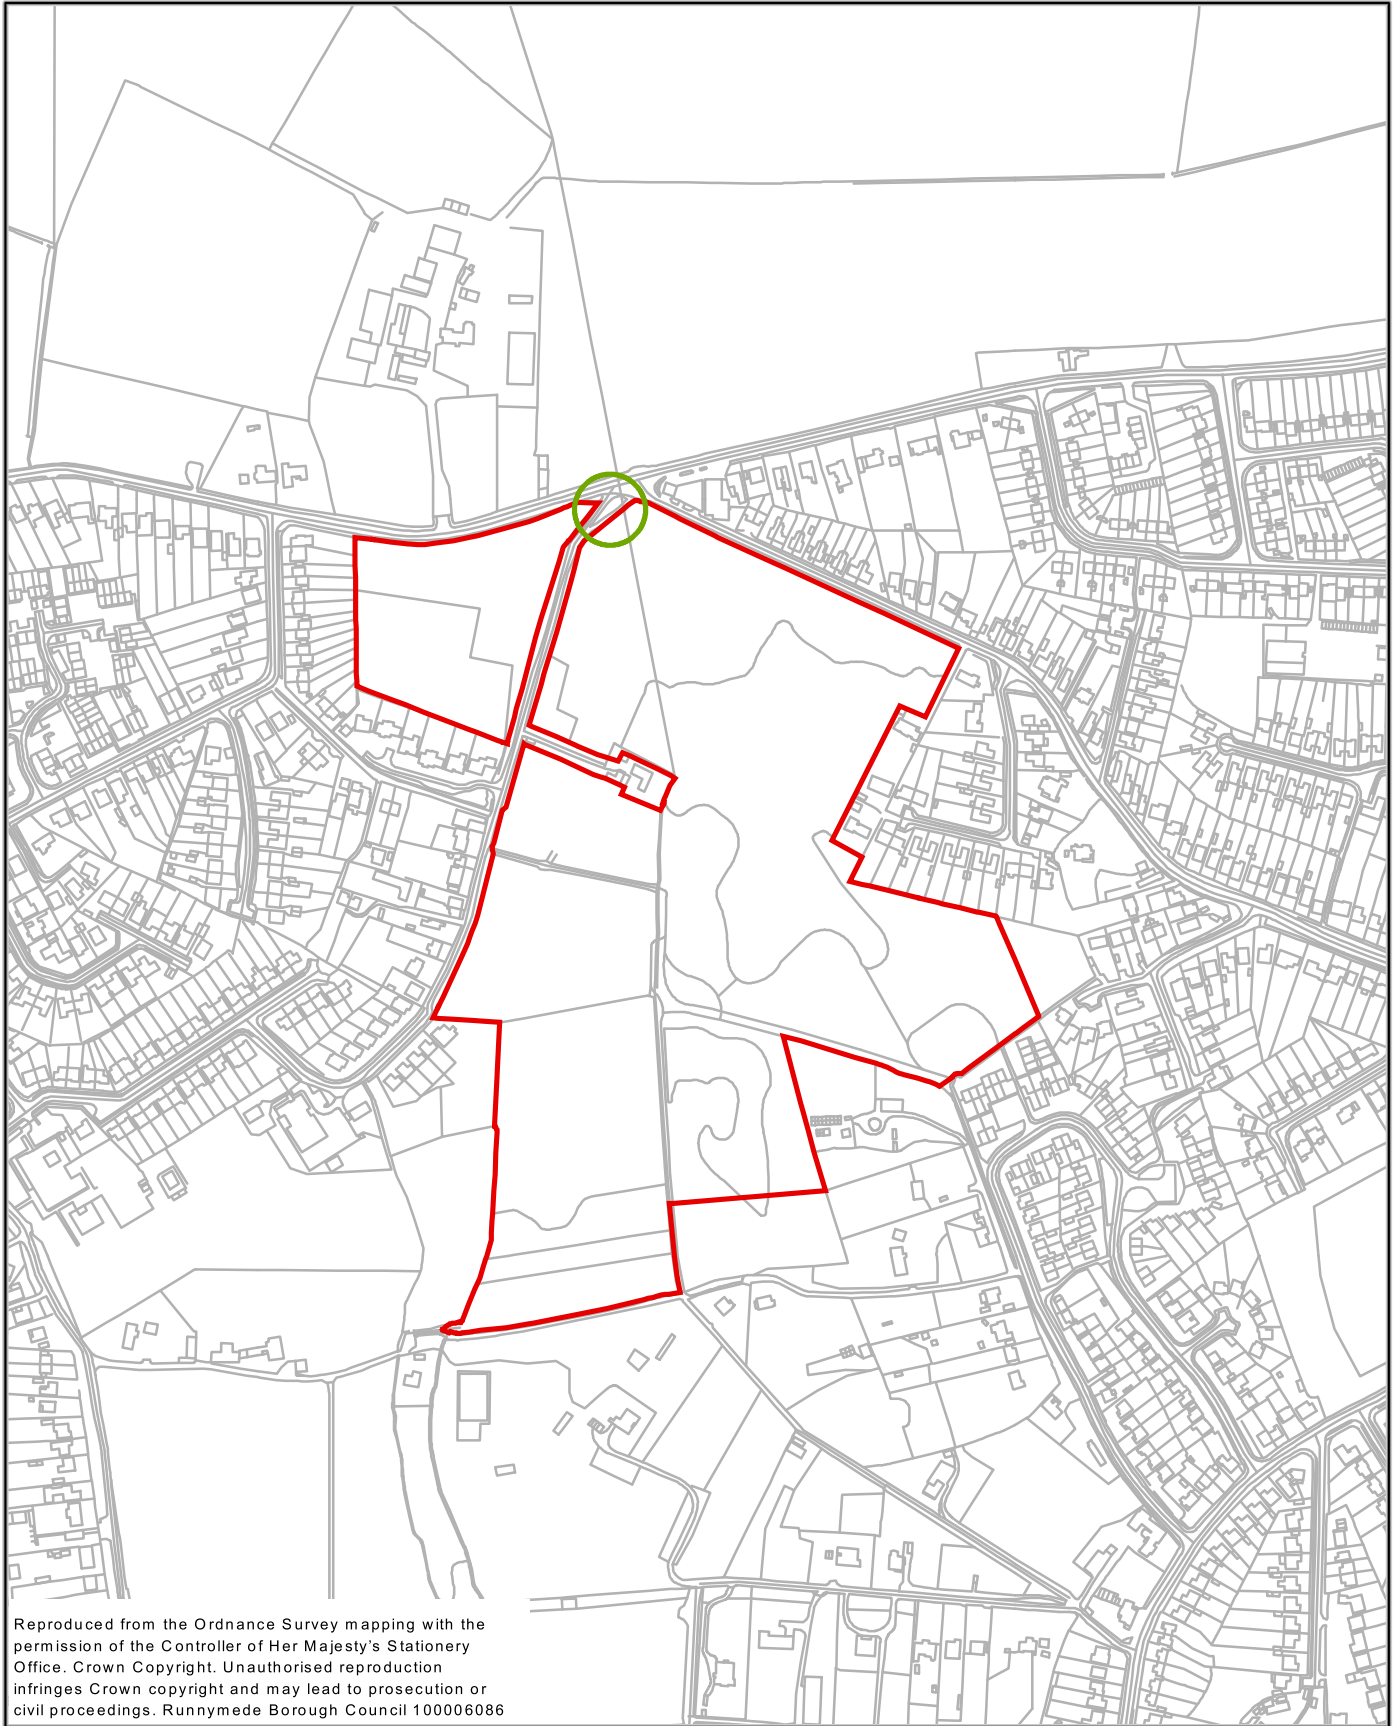 Reproduced from the Ordnance Survey mapping with the
permission of the Controller of Her Majesty's Stationery
Office. Crown Copyright. Unauthorised reproduction
infringes Crown copyright and may lead to prosecution or
civil proceedings. Runnymede Borough Council 100006086